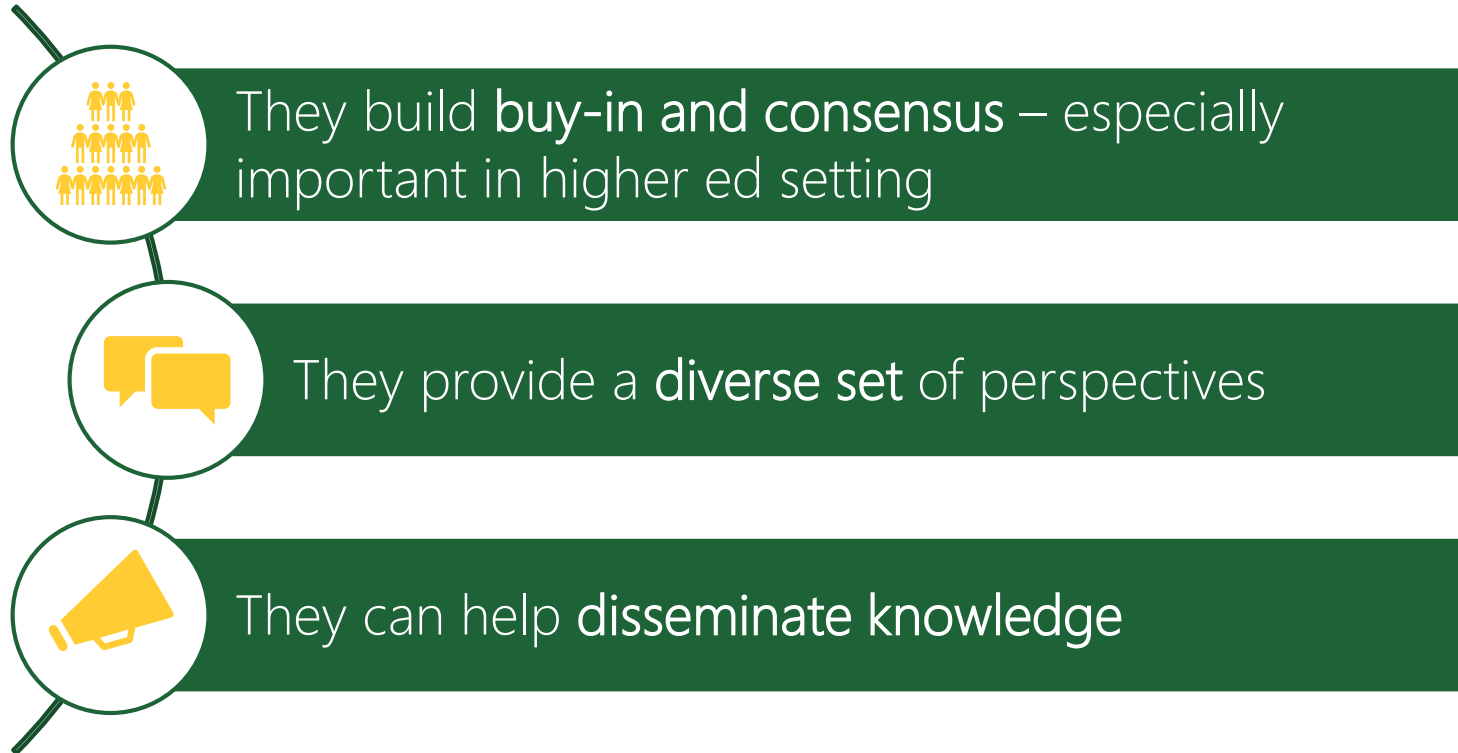 They build buy-in and consensus – especially
important in higher ed setting
They provide a diverse set of perspectives
They can help disseminate knowledge